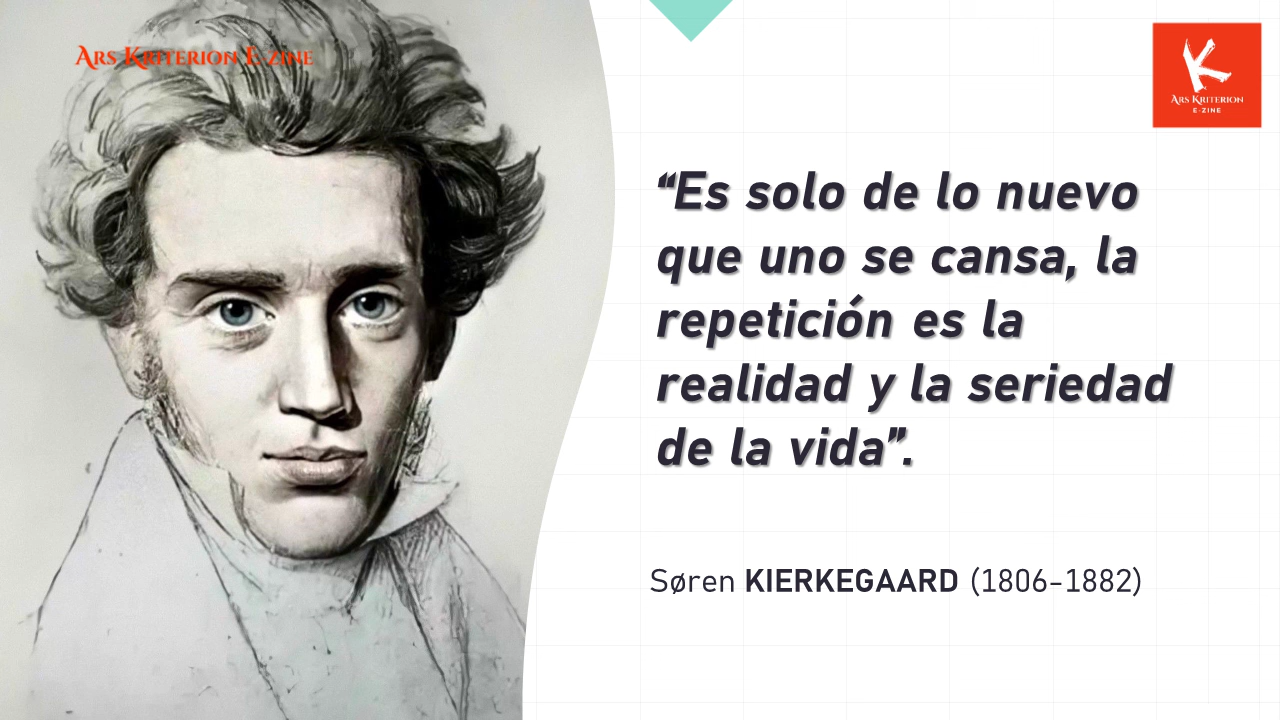 Ars Kriterion E-zine
K
Ars Kriterion
E-ZINE
“Es solo de lo nuevo
que uno se cansa, la
repetición es la
realidad y la seriedad
de la vida”.
Søren KIERKEGAARD (1806-1882)